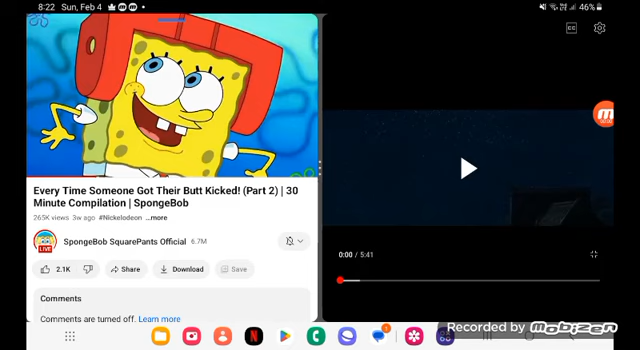 8:22 Sun, Feb 4
46%
Every Time Someone Got Their Butt Kicked! (Part 2) | 30
Minute Compilation | SpongeBob
265K views 3w ago #Nickelodeon ...more
LIVE
SpongeBob SquarePants Official 6.7M
2.1K
Share
Download
Save
Comments
Comments are turned off. Learn more
0:00 / 5:41
CC
1
Recorded by Mobizen